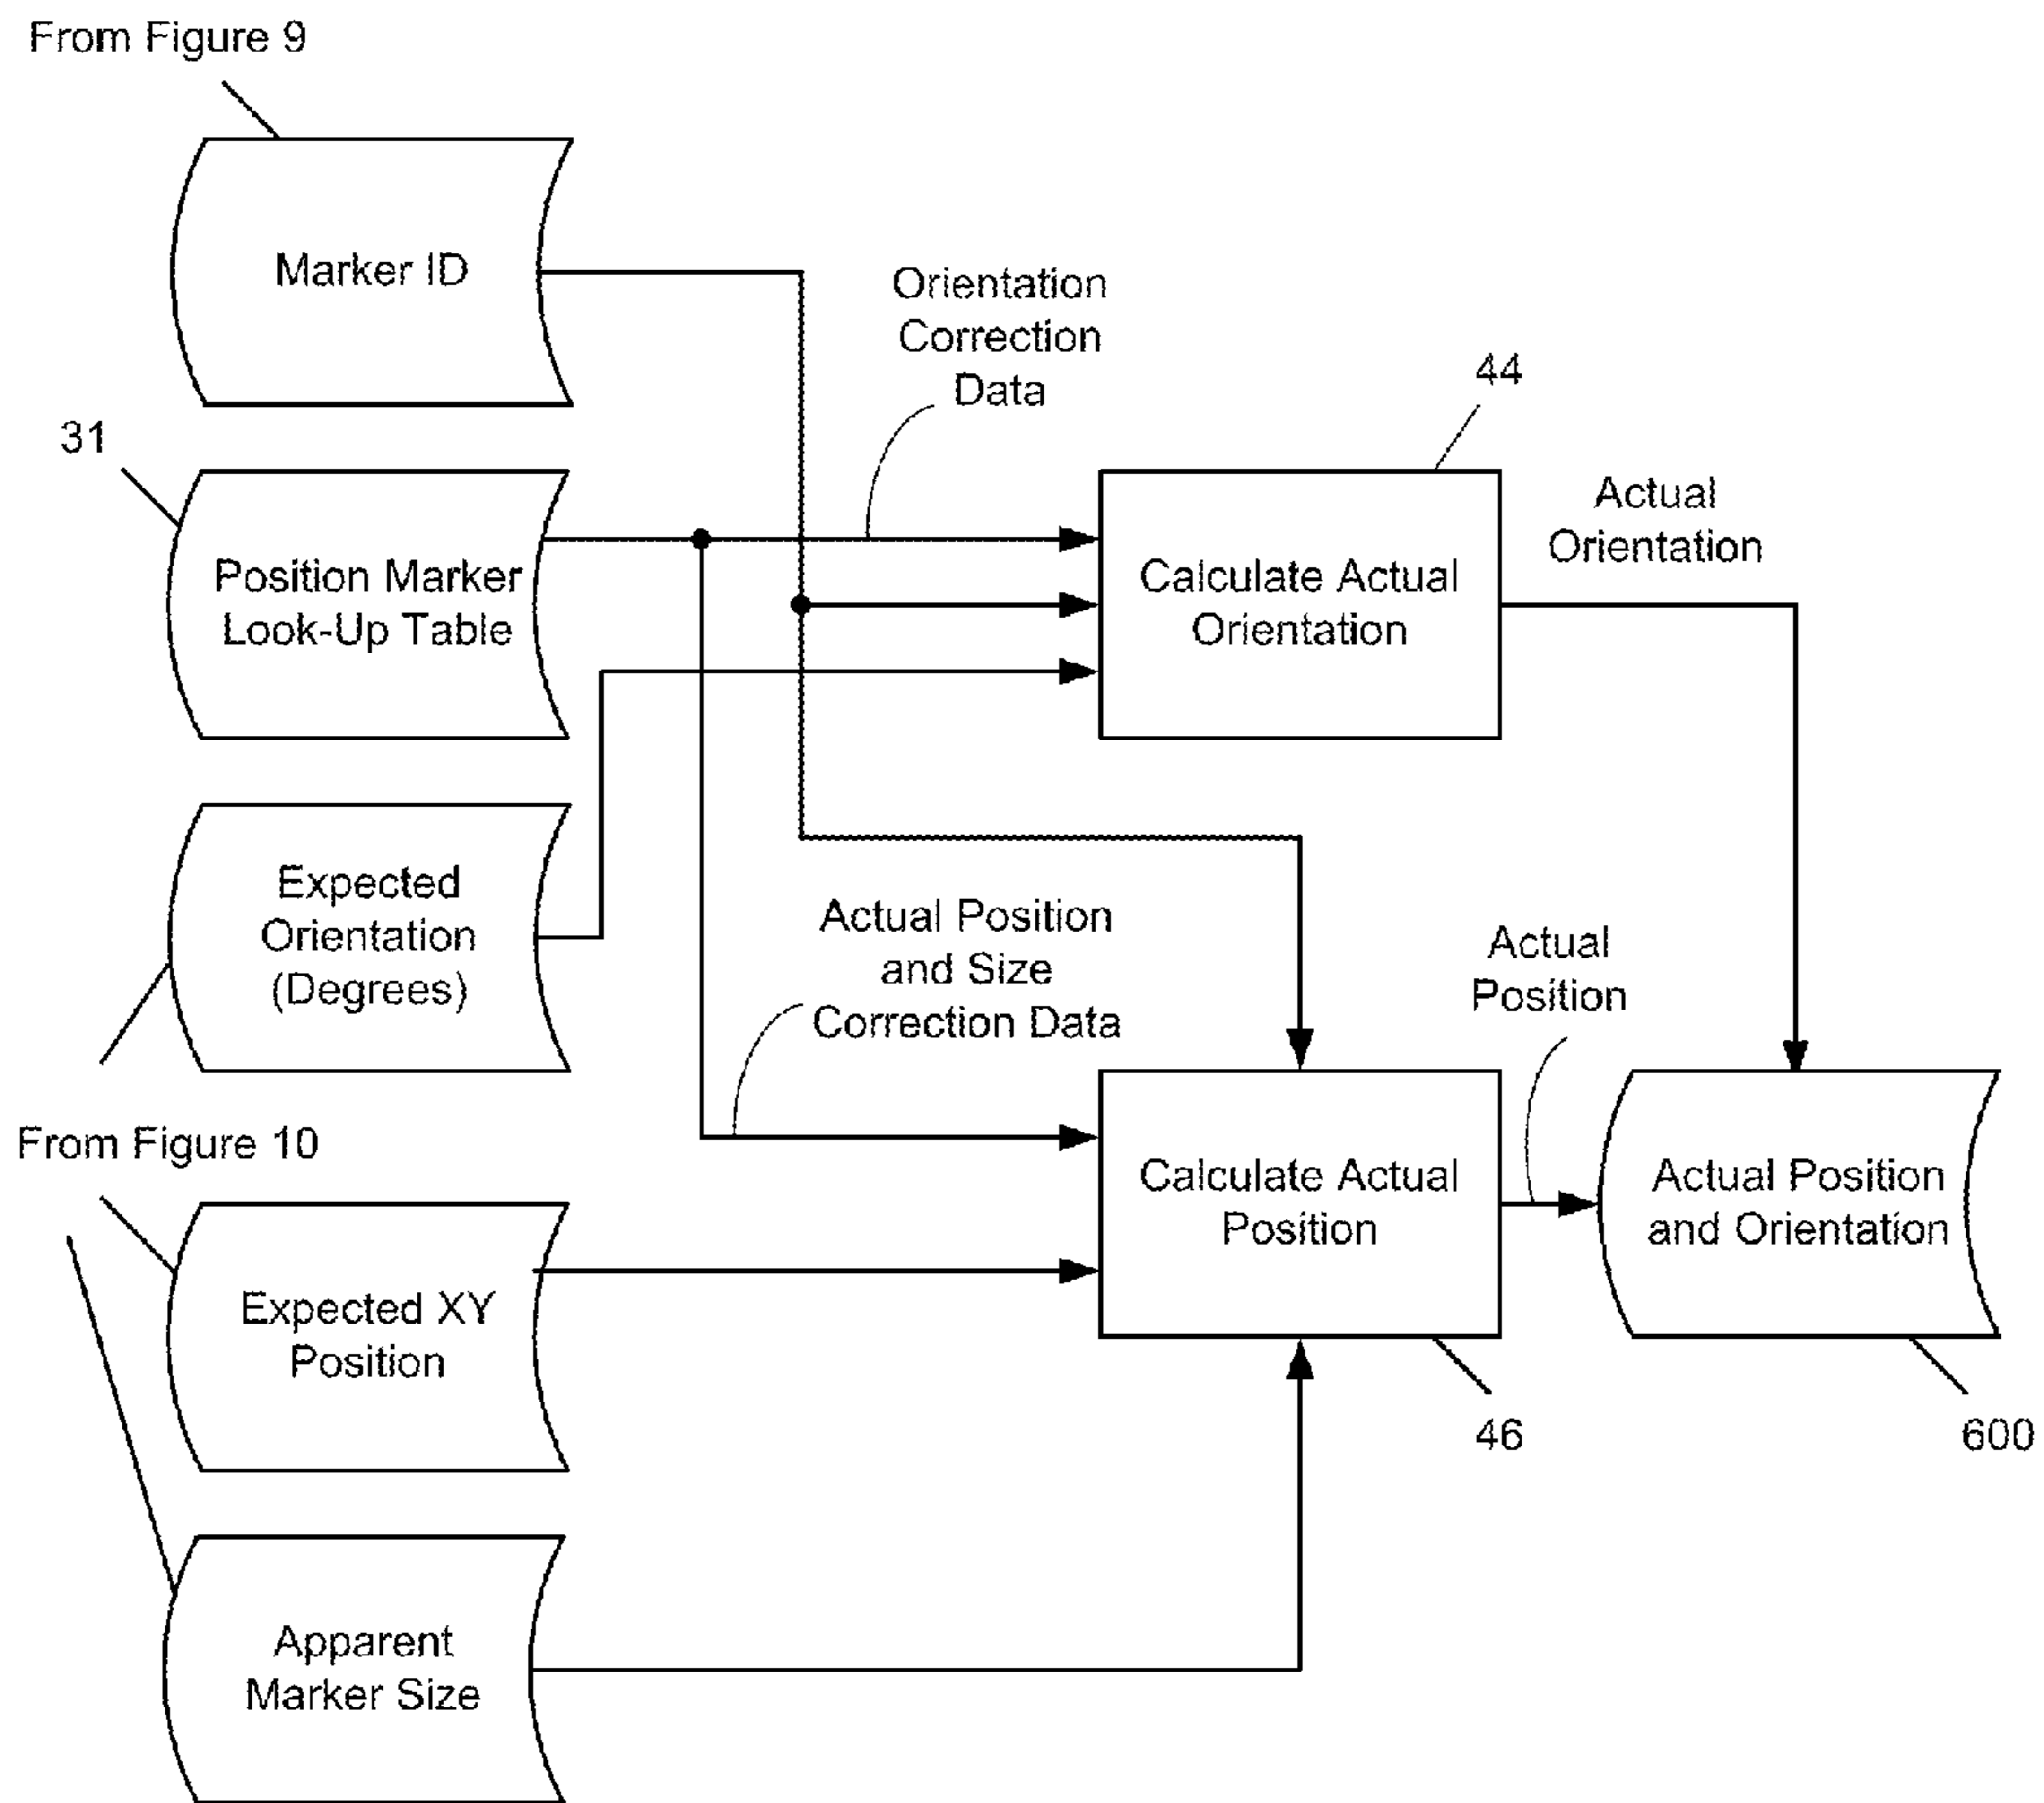 From Figure 9
Marker ID
Orientation
Correction
Data
44
31
Position Marker
Look-Up Table
Calculate Actual
Orientation
Actual
Orientation
Expected
Orientation
(Degrees)
Actual Position
and Size
Correction Data
Actual
Position
From Figure 10
Calculate Actual
Position
Actual Position
and Orientation
Expected XY
Position
46
600
Apparent
Marker Size